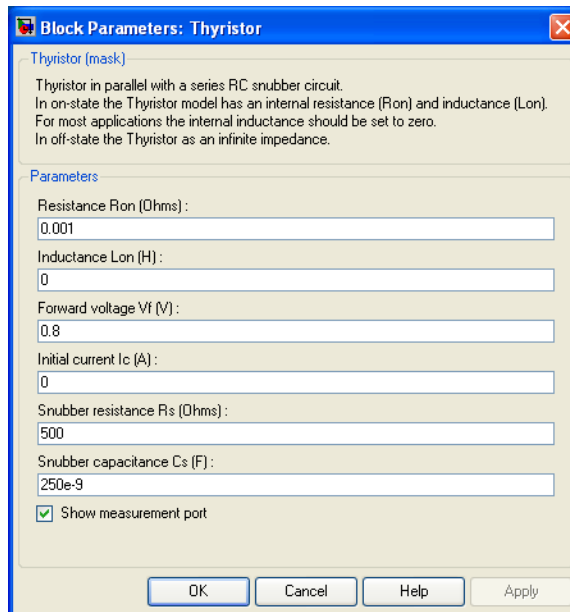 Block Parameters: Thyristor
Thyristor (mask)
Thyristor in parallel with a series RC snubber circuit.
In on-state the Thyristor model has an internal resistance (Ron) and inductance (Lon).
For most applications the internal inductance should be set to zero.
In off-state the Thyristor as an infinite impedance.
Parameters
Resistance Ron (Ohms) :
0.001
Inductance Lon (H) :
0
Forward voltage Vf (V) :
0.8
Initial current Ic (A) :
0
Snubber resistance Rs (Ohms) :
500
Snubber capacitance Cs (F) :
250e-9
Show measurement port
OK Cancel Help Apply